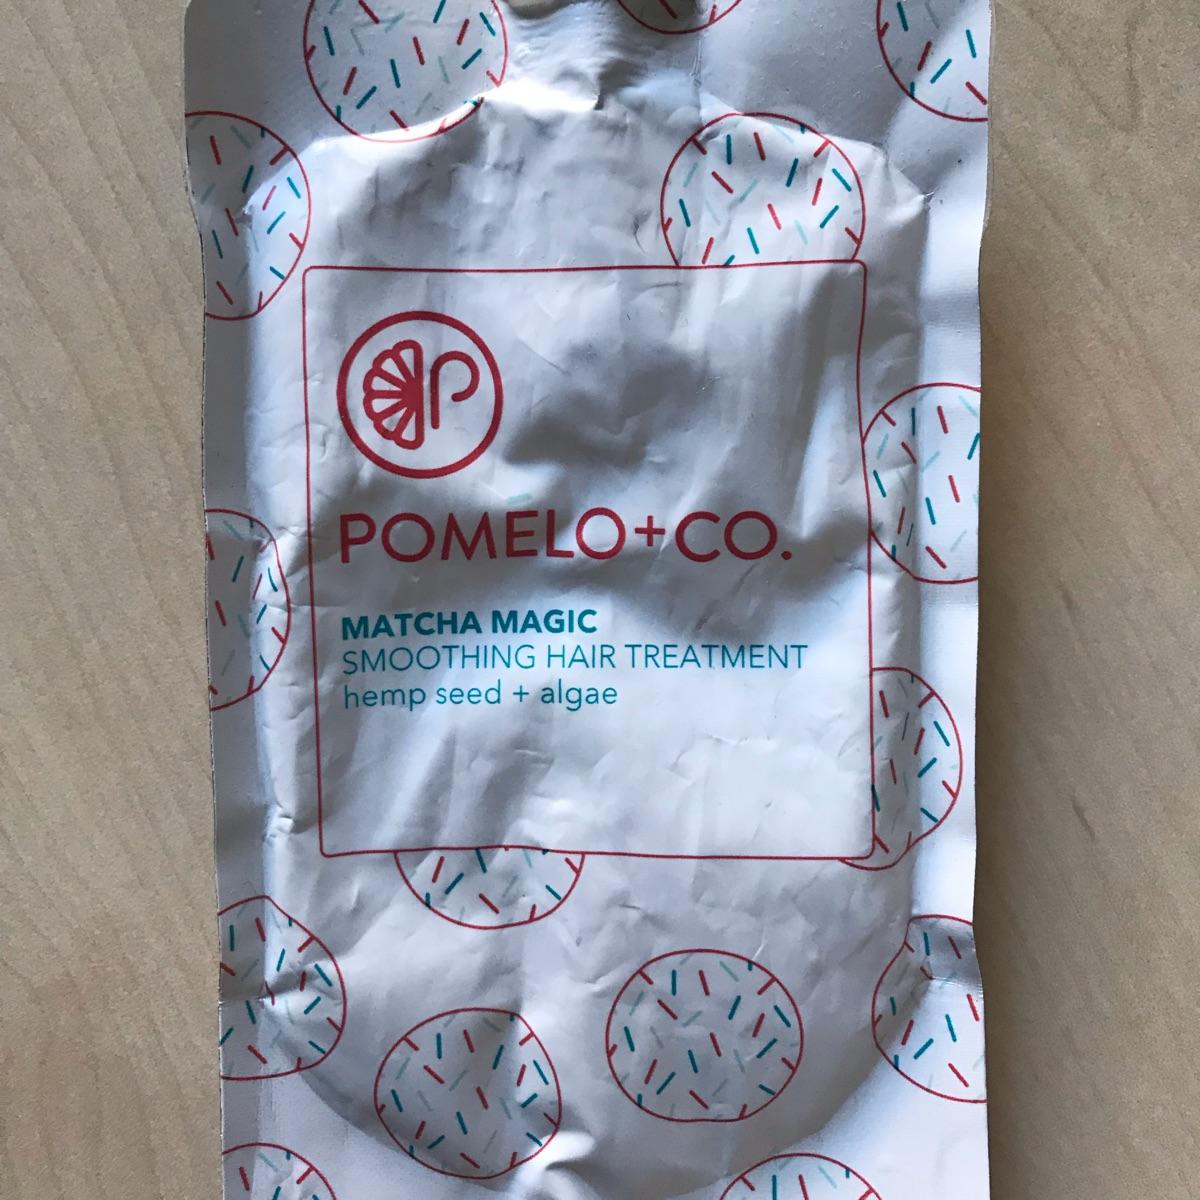 P
POMELO+CO.
MATCHA MAGIC
SMOOTHING HAIR TREATMENT
hemp seed + algae